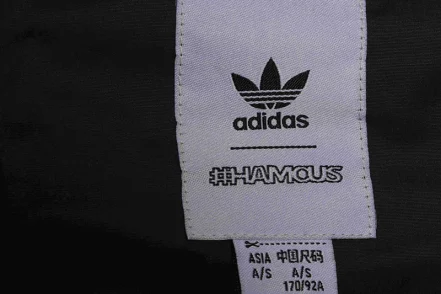 adidas
#HAMCUS
ASIA 中国尺码
A/S A/S
170/92A